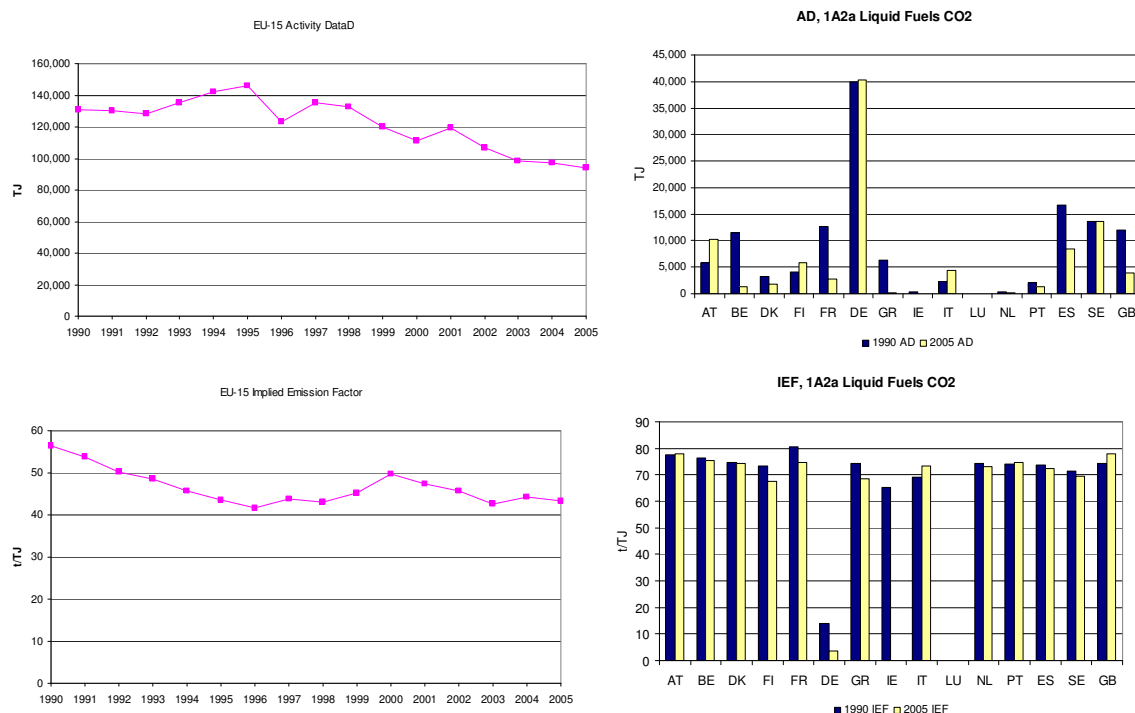 EU-15 Activity DataD
160,000
140,000
120,000
100,000
80,000
60,000
40,000
20,000
0
TJ
1990 1991 1992 1993 1994 1995 1996 1997 1998 1999 2000 2001 2002 2003 2004 2005
AD, 1A2a Liquid Fuels CO2
45,000
40,000
35,000
30,000
25,000
20,000
15,000
10,000
5,000
0
TJ
AT BE DK FI FR DE GR IE IT LU NL PT ES SE GB
1990 AD 2005 AD
EU-15 Implied Emission Factor
60
50
40
30
20
10
0
t/TJ
1990 1991 1992 1993 1994 1995 1996 1997 1998 1999 2000 2001 2002 2003 2004 2005
IEF, 1A2a Liquid Fuels CO2
90
80
70
60
50
40
30
20
10
0
t/TJ
AT BE DK FI FR DE GR IE IT LU NL PT ES SE GB
1990 IEF 2005 IEF